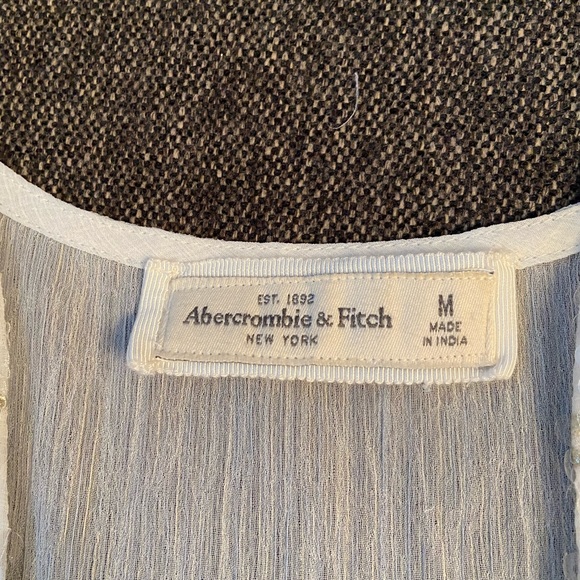 EST. 1892
Abercrombie & Fitch
NEW YORK
M
MADE
IN INDIA